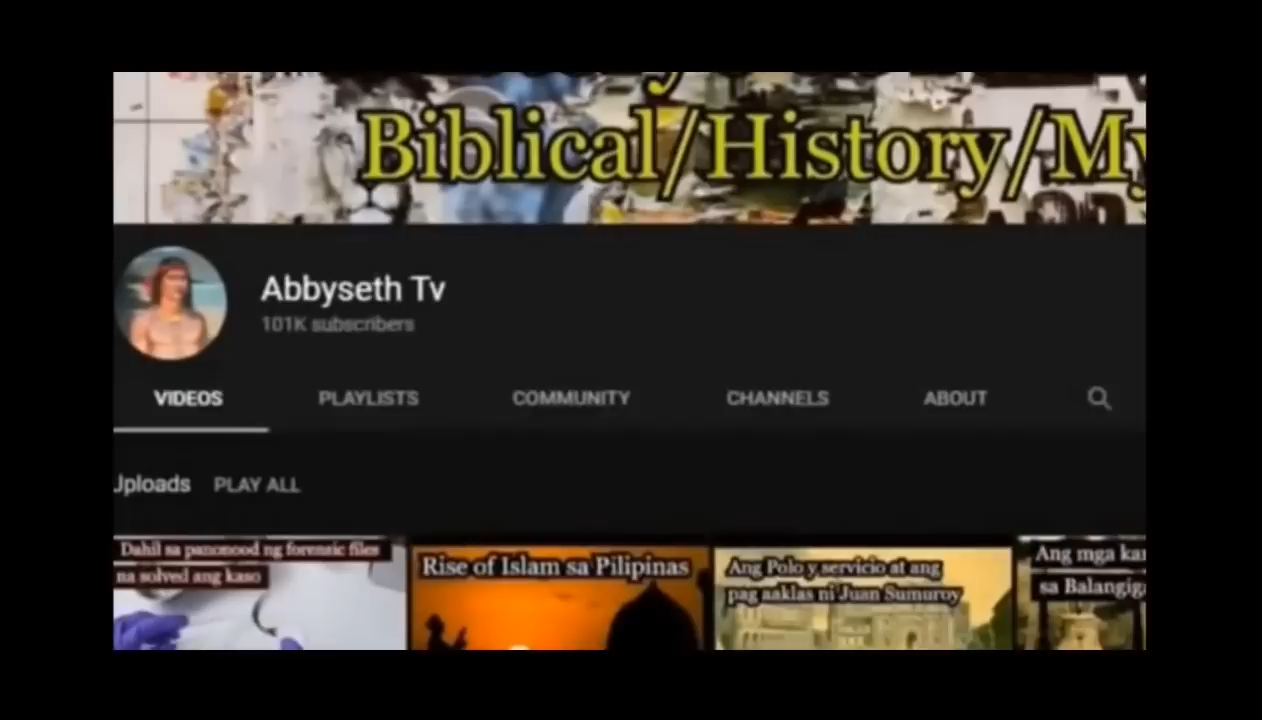 Biblical/History/My
Abbyseth Tv
101K subscribers
VIDEOS PLAYLISTS COMMUNITY CHANNELS ABOUT
Uploads PLAY ALL
Dahil sa panonood ng forensic files
na solved ang kaso
Rise of Islam sa Pilipinas
Ang Polo y servicio at ang
pag aaklas ni Juan Sumuroy
Ang mga
sa Balangig